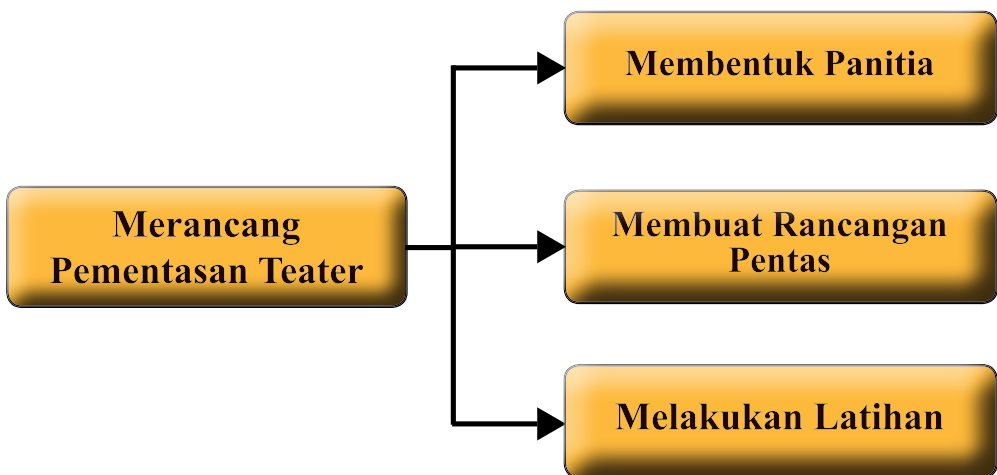 Merancang
Pementasan Teater
Membentuk Panitia
Membuat Rancangan
Pentas
Melakukan Latihan